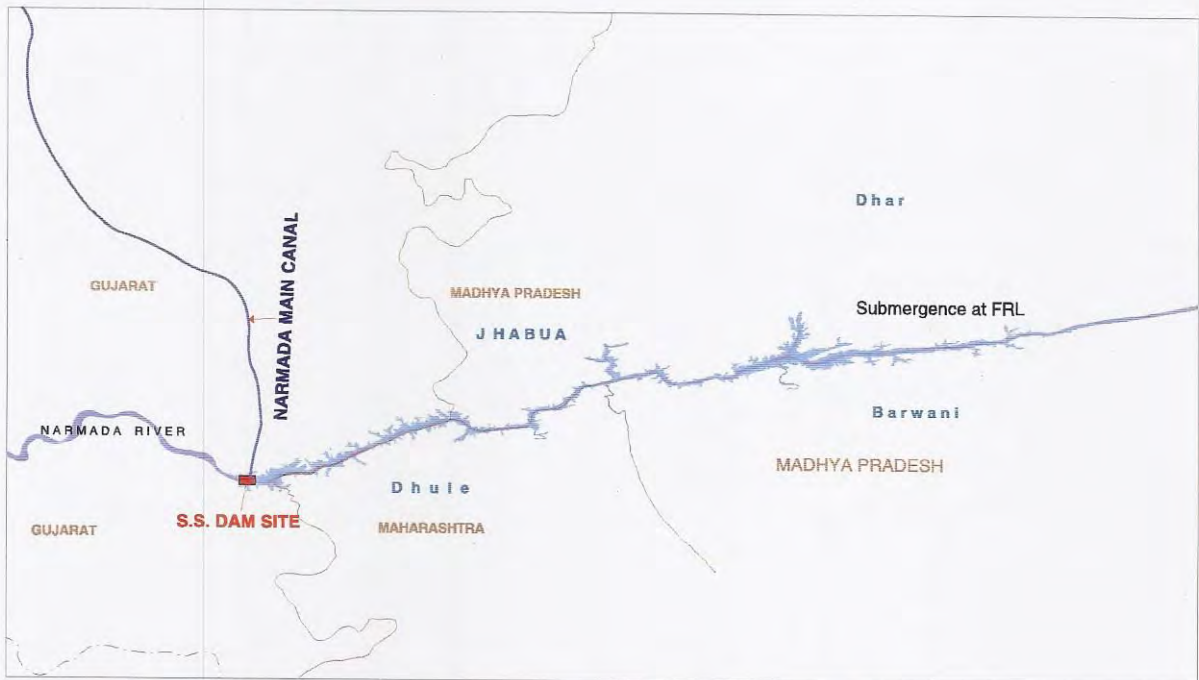 Dhar
NARMADA MAIN CANAL
GUJARAT
MADHYA PRADESH
JHABUA
Submergence at FRL
NARMADA RIVER
Barwani
MADHYA PRADESH
Dhule
S.S. DAM SITE
GUJARAT
MAHARASHTRA